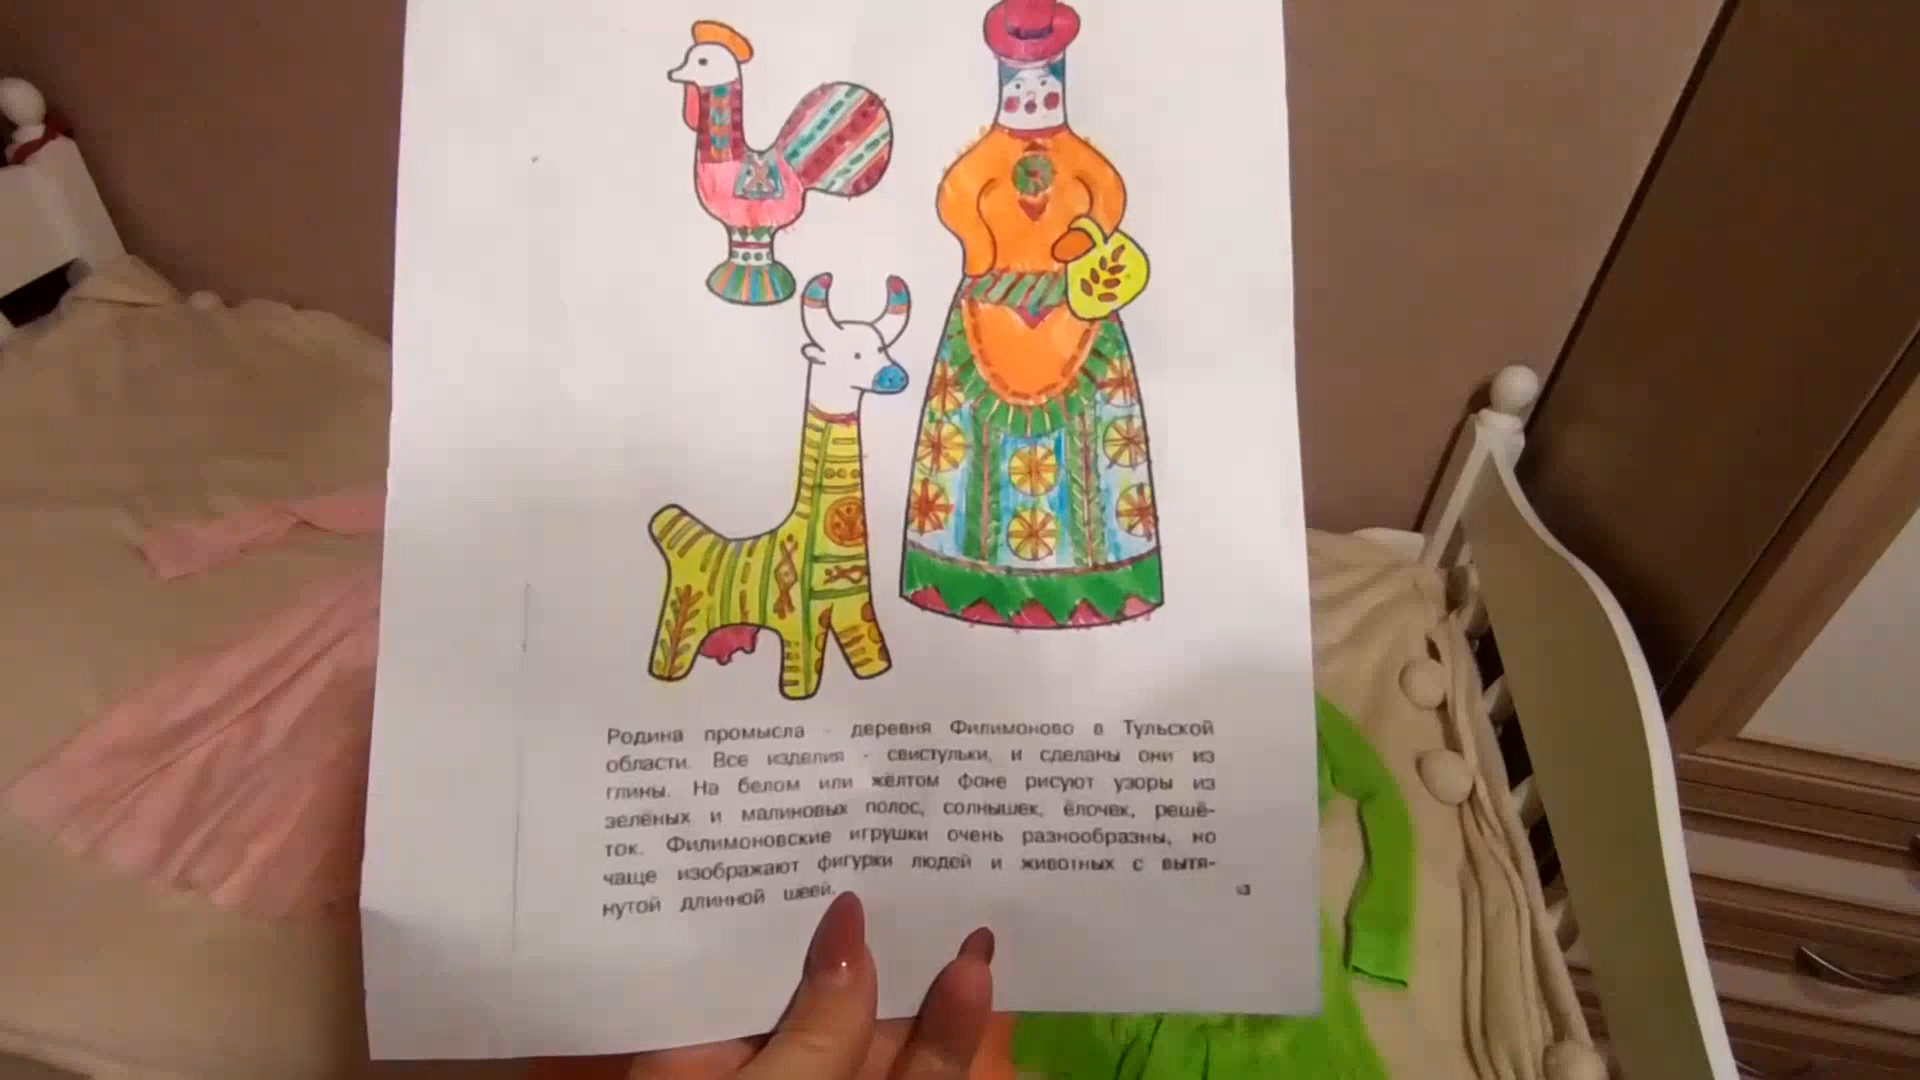 Родина промысла - деревня Филимоново в Тульской
области. Все изделия - свистульки, и сделаны они из
глины. На белом или жёлтом фоне рисуют узоры из
зелёных и малиновых полос, солнышек, ёлочек, решё-
ток. Филимоновские игрушки очень разнообразны, но
чаще изображают фигурки людей и животных с вытя-
нутой длинной шеей.